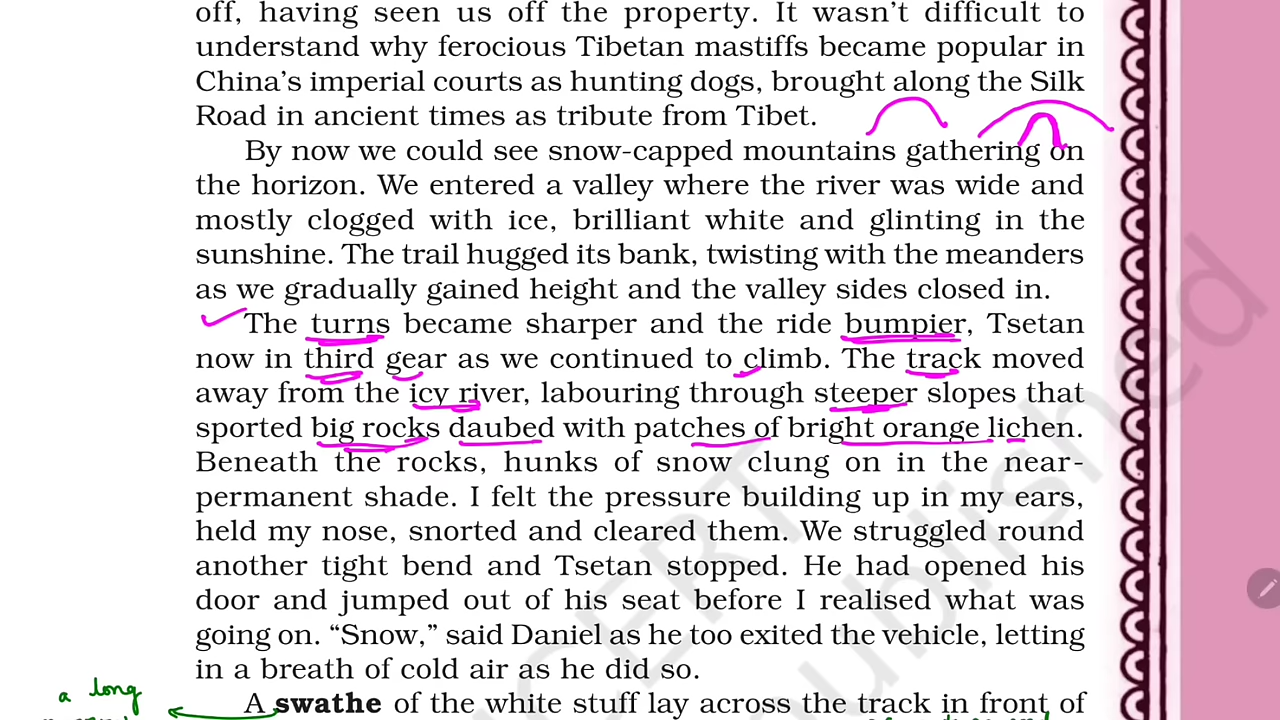 off, having seen us off the property. It wasn’t difficult to
understand why ferocious Tibetan mastiffs became popular in
China’s imperial courts as hunting dogs, brought along the Silk
Road in ancient times as tribute from Tibet.
By now we could see snow-capped mountains gathering on
the horizon. We entered a valley where the river was wide and
mostly clogged with ice, brilliant white and glinting in the
sunshine. The trail hugged its bank, twisting with the meanders
as we gradually gained height and the valley sides closed in.
The turns became sharper and the ride bumpier, Tsetan
now in third gear as we continued to climb. The track moved
away from the icy river, labouring through steeper slopes that
sported big rocks daubed with patches of bright orange lichen.
Beneath the rocks, hunks of snow clung on in the near-
permanent shade. I felt the pressure building up in my ears,
held my nose, snorted and cleared them. We struggled round
another tight bend and Tsetan stopped. He had opened his
door and jumped out of his seat before I realised what was
going on. “Snow,” said Daniel as he too exited the vehicle, letting
in a breath of cold air as he did so.
a long
A swathe of the white stuff lay across the track in front of